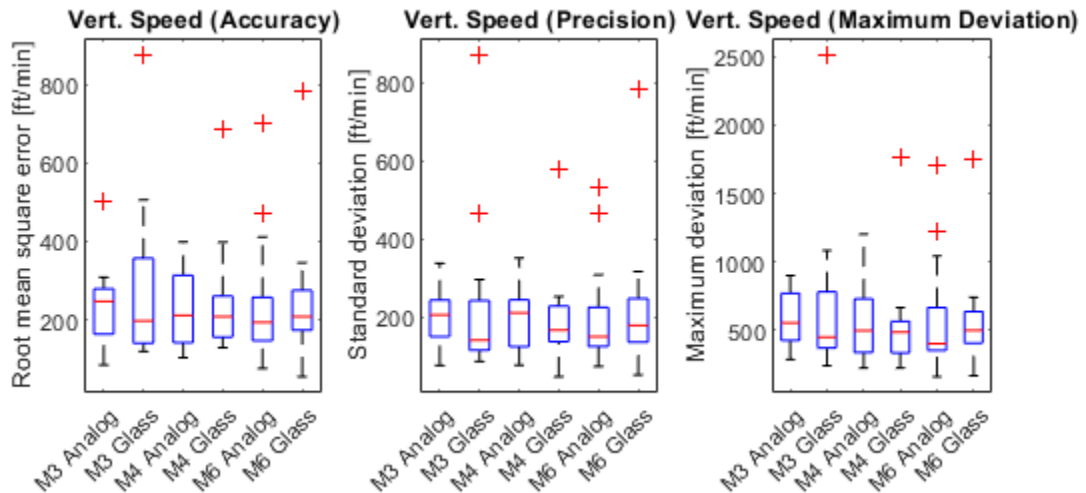 Vert. Speed (Accuracy)
Root mean square error [ft/min]
800
600
400
200
M3 Analog
M3 Glass
M4 Analog
M4 Glass
M6 Analog
M6 Glass
Vert. Speed (Precision)
Standard deviation [ft/min]
800
600
400
200
M3 Analog
M3 Glass
M4 Analog
M4 Glass
M6 Analog
M6 Glass
Vert. Speed (Maximum Deviation)
Maximum deviation [ft/min]
2500
2000
1500
1000
500
M3 Analog
M3 Glass
M4 Analog
M4 Glass
M6 Analog
M6 Glass